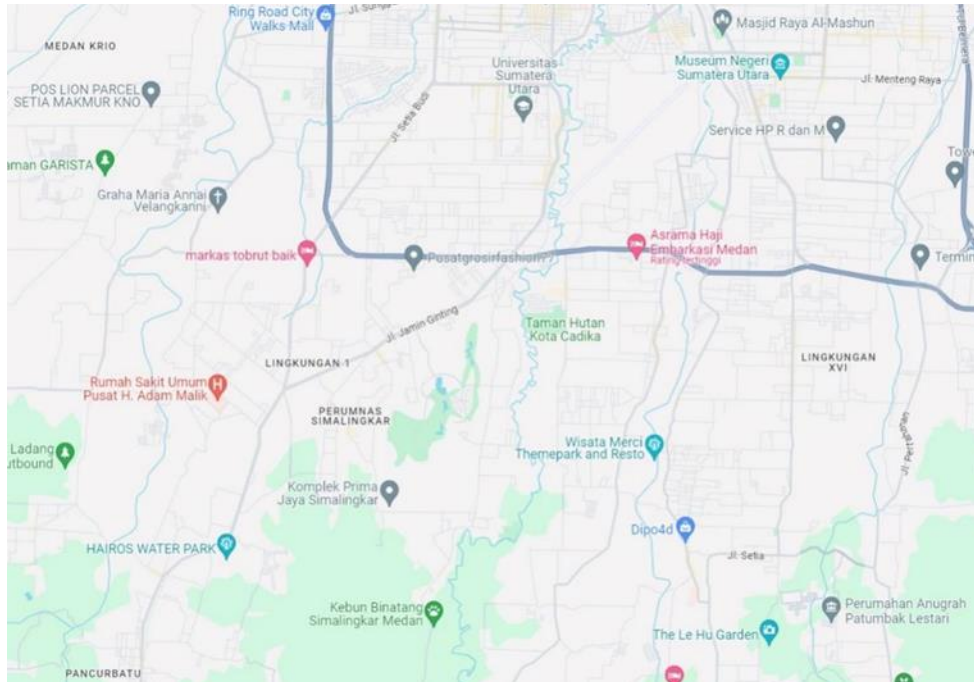 Ring Road City
Walks Mall
Masjid Raya Al-Mashun
MEDAN KRIO
Universitas
Sumatera
Utara
Museum Negeri
Sumatera Utara
Jl. Menteng Raya
POS LION PARCEL
SETIA MAKMUR KNO
Jl. Setia Budi
Service HP R dan M
aman GARISTA
Graha Maria Annai
Velangkanni
markas tobrut baik
Pusatgrosirfashion77
Asrama Haji
Embarkasi Medan
Rating tertinggi
Termin
Jl. Jamin Ginting
Taman Hutan
Kota Cadika
LINGKUNGAN 1
LINGKUNGAN
XVI
Rumah Sakit Umum
Pusat H. Adam Malik
PERUMNAS
SIMALINGKAR
Ladang
utbound
Wisata Merci
Themepark and Resto
Komplek Prima
Jaya Simalingkar
Dipo4d
HAIROS WATER PARK
Jl. Setia
Kebun Binatang
Simalingkar Medan
Perumahan Anugrah
Patumbak Lestari
The Le Hu Garden
PANCURBATU